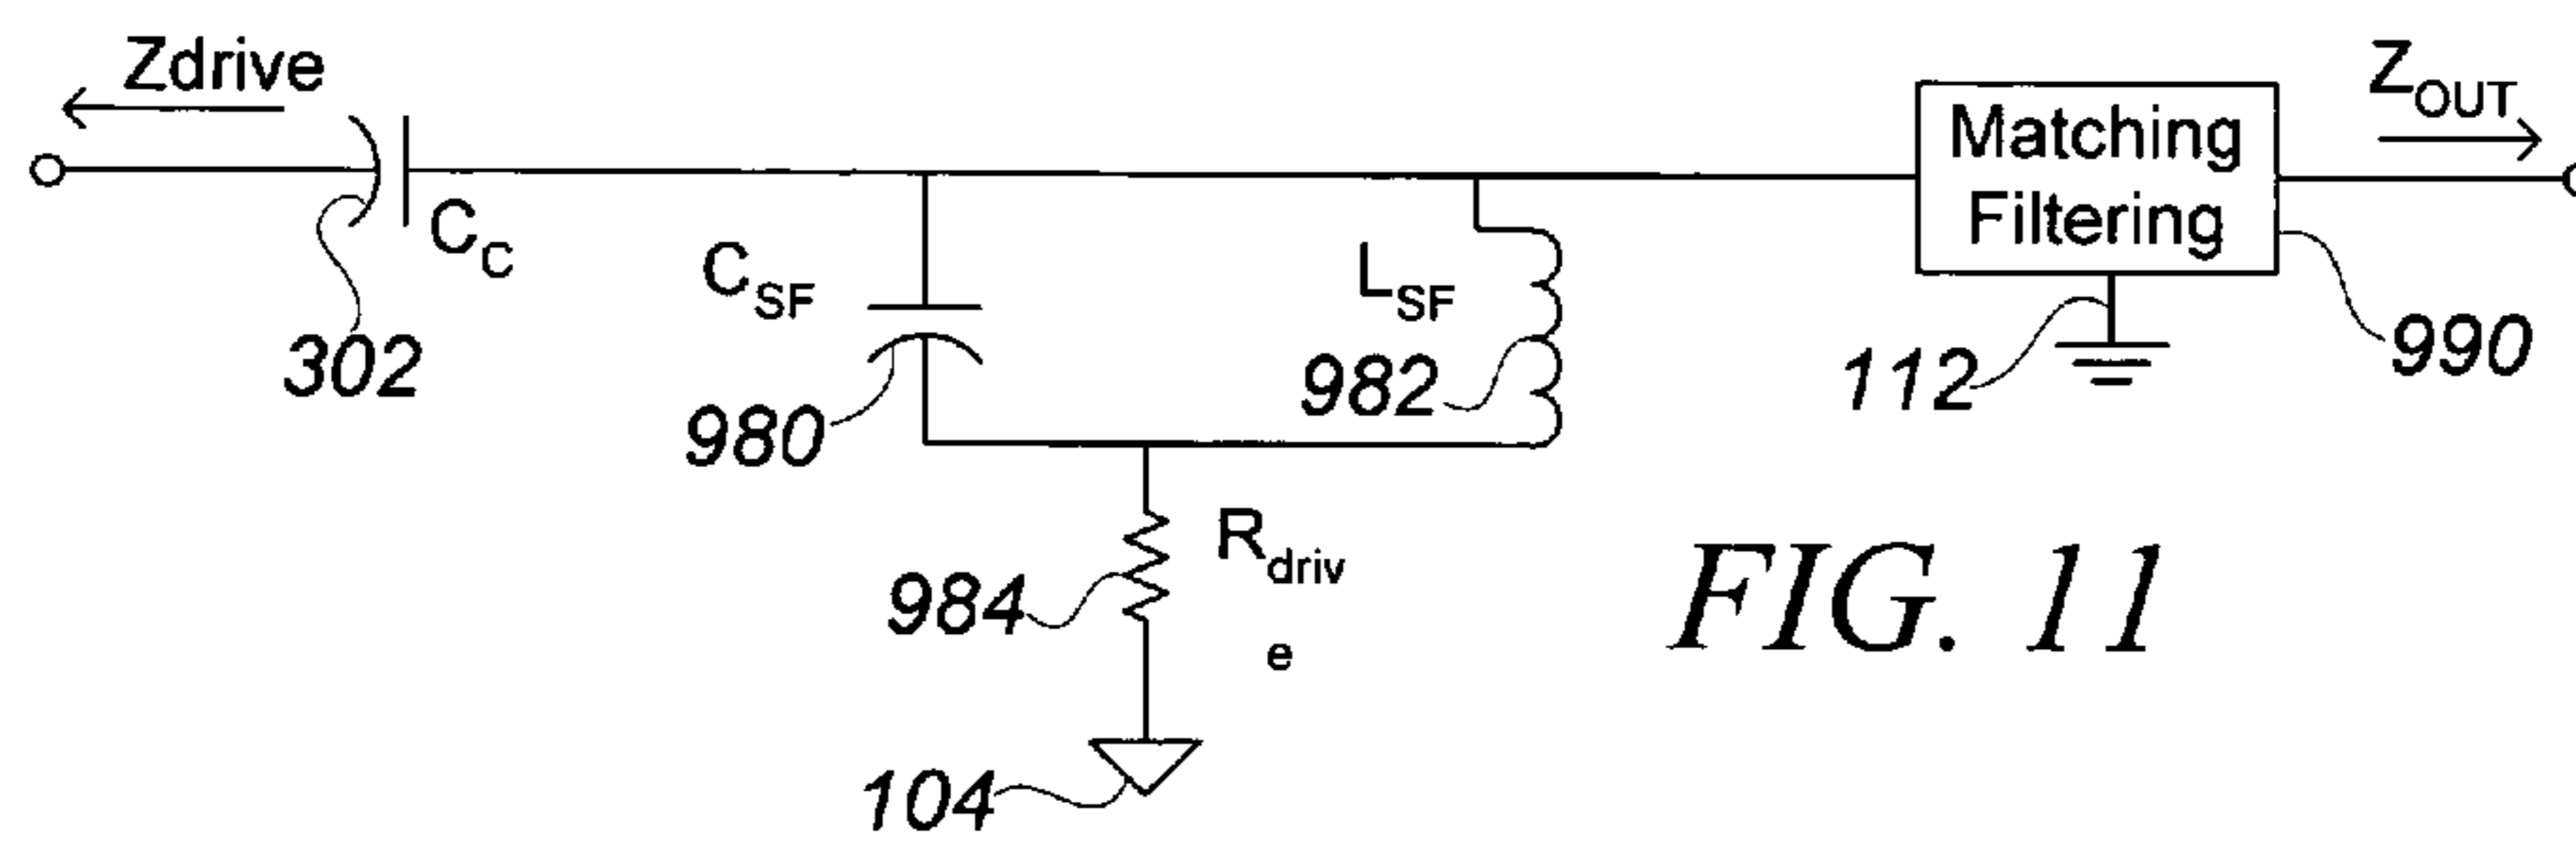 Zdrive
C_C
302
C_SF
980
L_SF
982
Matching
Filtering
Z_OUT
112
990
R_driv
e
984
104
FIG. 11